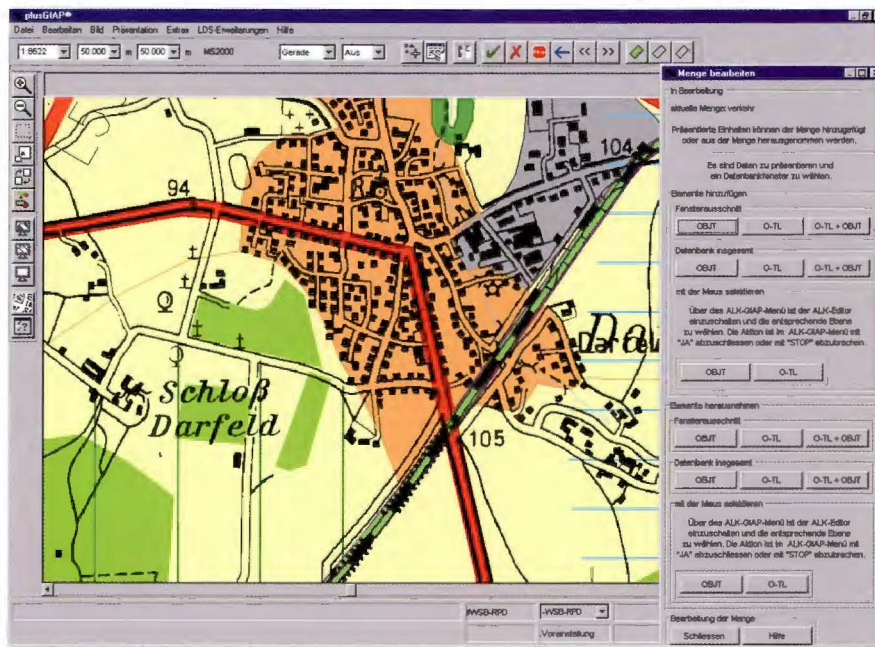 plusGIAP®
Datei Bearbeiten Bild Präsentation Extras LDS-Erweiterungen Hilfe
1:8622 50.000 m 50.000 m MS2000 Gerade Aus
94
104
Schloß
Darfeld
Da
Darfeld
105
#WSB-RPD -WSB-RPD
.Voreinstellung
Menge bearbeiten
In Bearbeitung
aktuelle Menge: verkehr
Präsentierte Einheiten können der Menge hinzugefügt
oder aus der Menge herausgenommen werden.
Es sind Daten zu präsentieren und
ein Datenbankfenster zu wählen.
Elemente hinzufügen
Fensterausschnitt
OBJT O-TL O-TL + OBJT
Datenbank insgesamt
OBJT O-TL O-TL + OBJT
mit der Maus selektieren
Über das ALK-GIAP-Menü ist der ALK-Editor
einzuschalten und die entsprechende Ebene
zu wählen. Die Aktion ist im ALK-GIAP-Menü mit
"JA" abzuschliessen oder mit "STOP" abzubrechen.
OBJT O-TL
Elemente herausnehmen
Fensterausschnitt
OBJT O-TL O-TL + OBJT
Datenbank insgesamt
OBJT O-TL O-TL + OBJT
mit der Maus selektieren
Über das ALK-GIAP-Menü ist der ALK-Editor
einzuschalten und die entsprechende Ebene
zu wählen. Die Aktion ist im ALK-GIAP-Menü mit
"JA" abzuschliessen oder mit "STOP" abzubrechen.
OBJT O-TL
Bearbeitung der Menge
Schliessen Hilfe